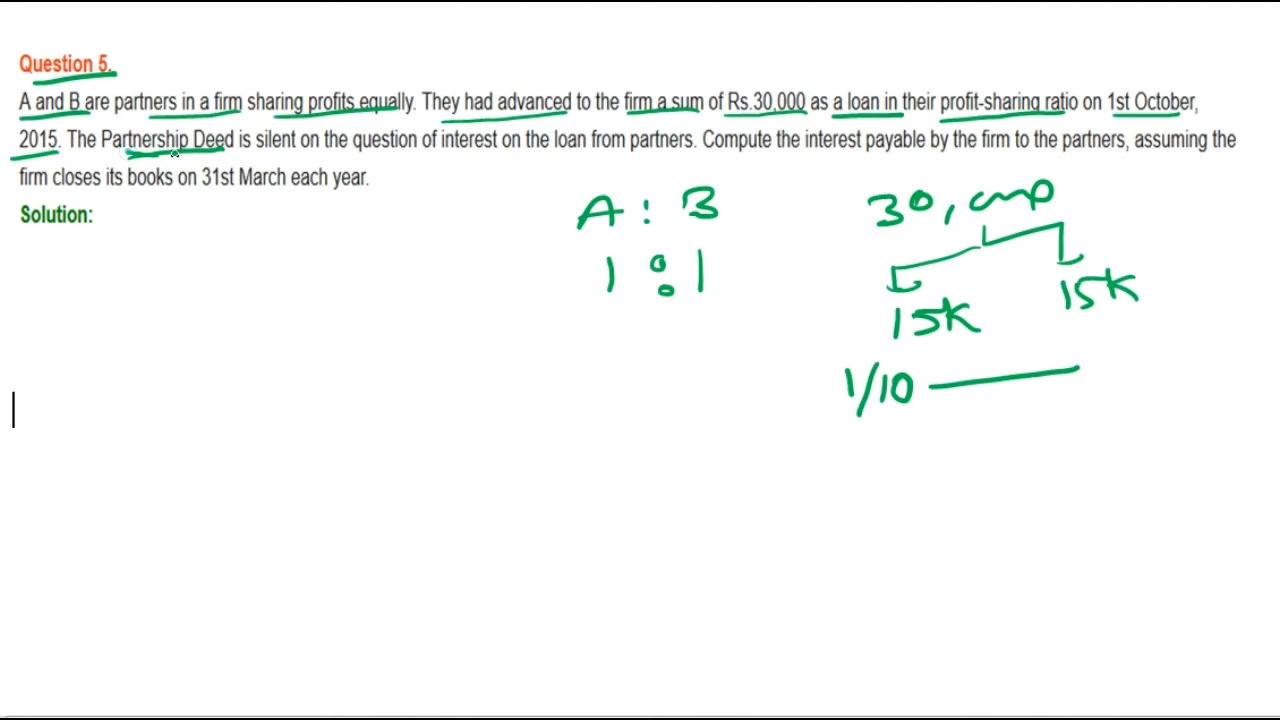 Question 5.
A and B are partners in a firm sharing profits equally. They had advanced to the firm a sum of Rs.30,000 as a loan in their profit-sharing ratio on 1st October,
2015. The Partnership Deed is silent on the question of interest on the loan from partners. Compute the interest payable by the firm to the partners, assuming the
firm closes its books on 31st March each year.
Solution:
A : B
1 : 1
30,000
15k
15k
1/10